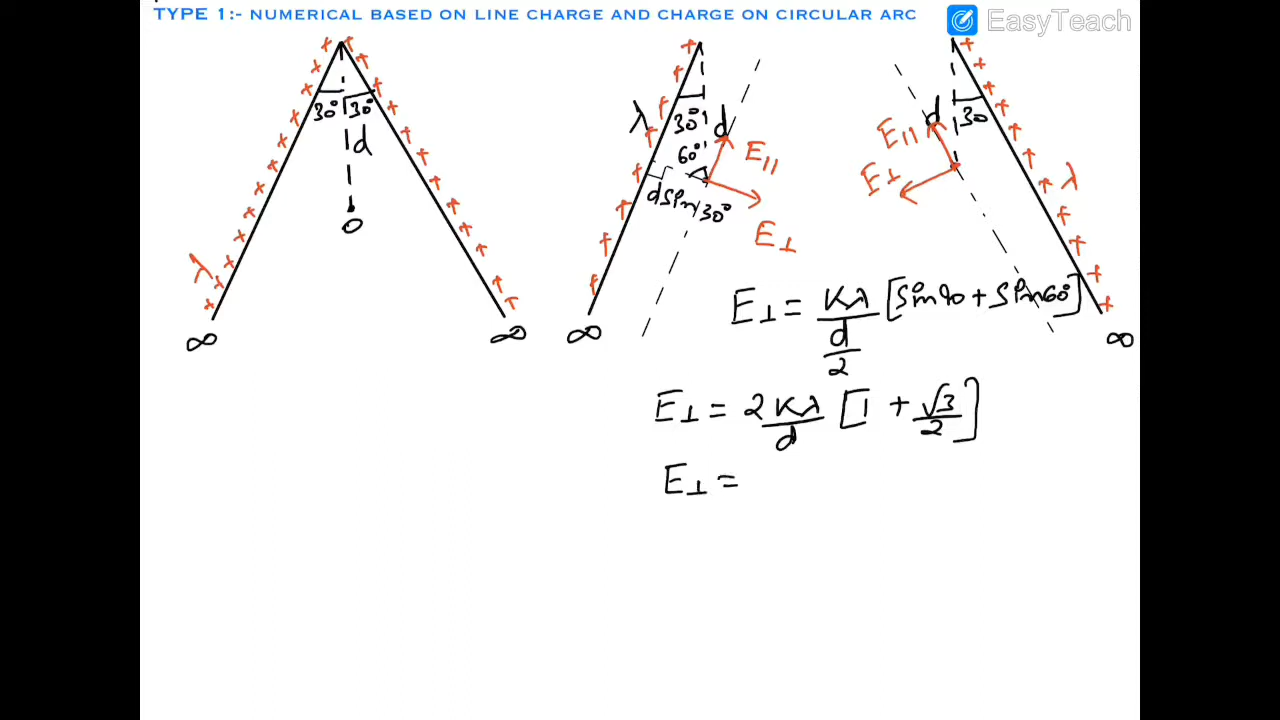 TYPE 1:- NUMERICAL BASED ON LINE CHARGE AND CHARGE ON CIRCULAR ARC
EasyTeach
30° 30°
d
O
λ
∞ ∞
λ
30°
d
60°
E||
d sin 30°
E⊥
∞
d
30
E||
E⊥
λ
∞
E⊥ = Kλ/(d/2) [sin 90 + sin 60°]
E⊥ = 2Kλ/d [1 + √3/2]
E⊥ =